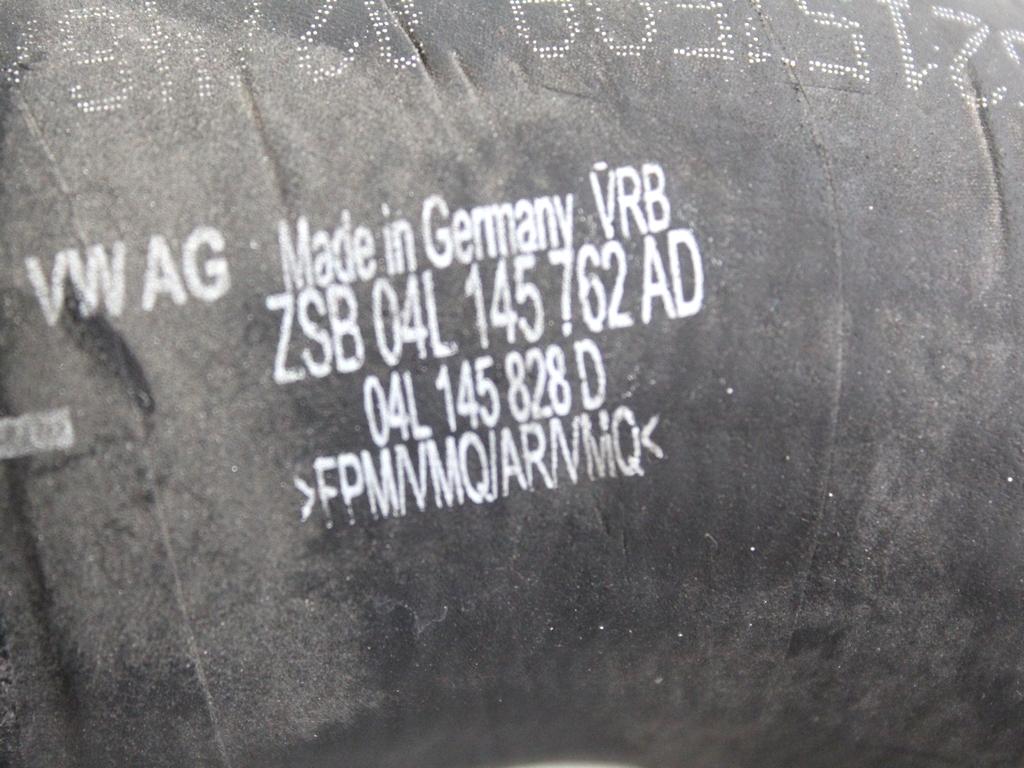 VW AG
Made in Germany VRB
ZSB 04L 145 762 AD
04L 145 828 D
>FPM/VMQ/AR/VMQ<